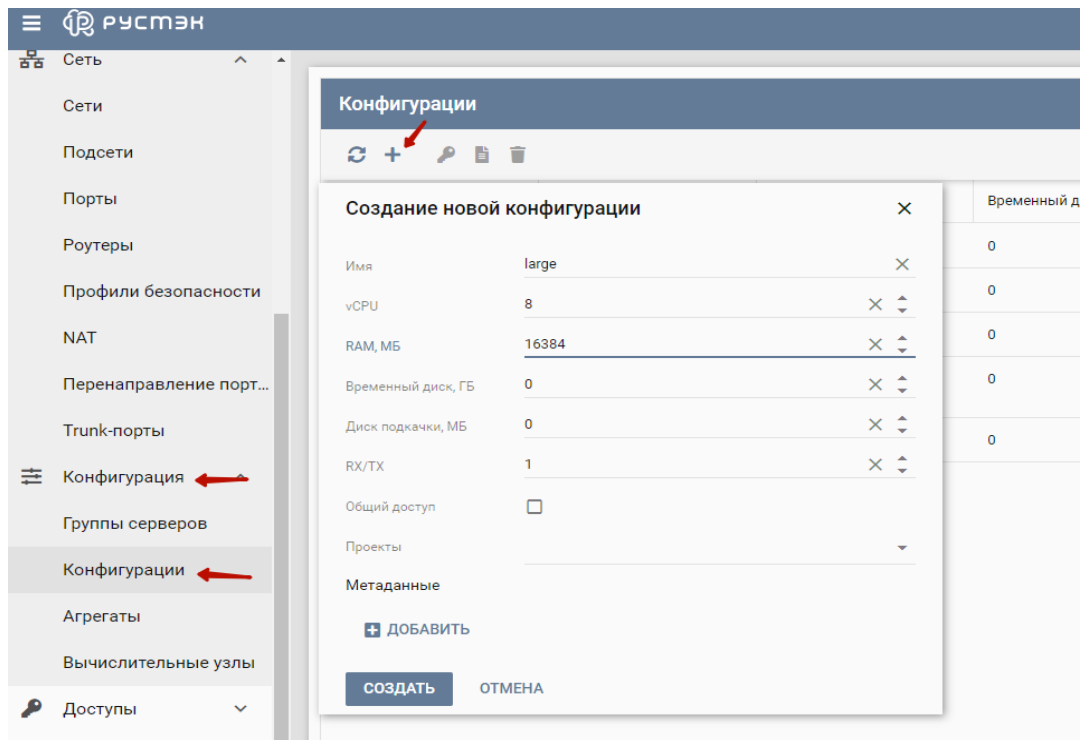 РУСТЭК
Сеть
Сети
Подсети
Порты
Роутеры
Профили безопасности
NAT
Перенаправление порт...
Trunk-порты
Конфигурация
Группы серверов
Конфигурации
Агрегаты
Вычислительные узлы
Доступы
Конфигурации
Создание новой конфигурации
Имя large
vCPU 8
RAM, МБ 16384
Временный диск, ГБ 0
Диск подкачки, МБ 0
RX/TX 1
Общий доступ
Проекты
Метаданные
ДОБАВИТЬ
СОЗДАТЬ ОТМЕНА
Временный д
0
0
0
0
0